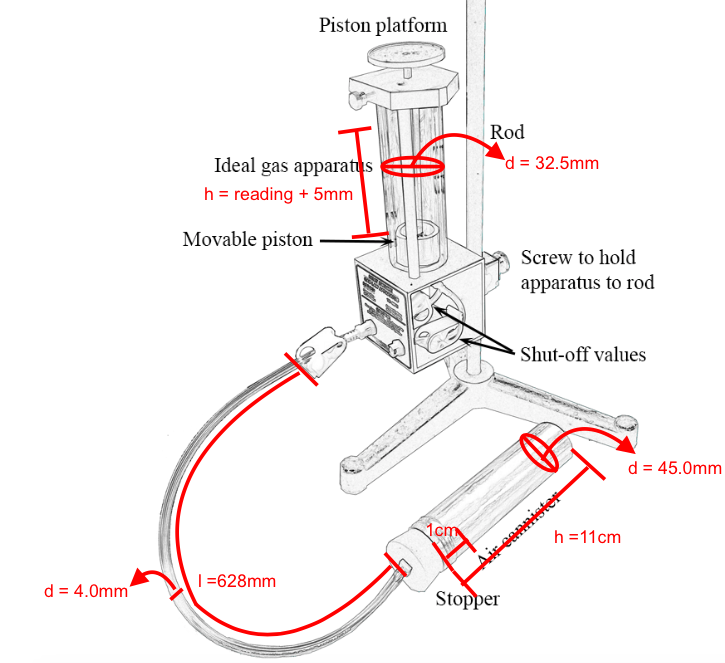 Piston platform
Rod
d = 32.5mm
Ideal gas apparatus
h = reading + 5mm
Movable piston
Screw to hold
apparatus to rod
Shut-off values
d = 45.0mm
1cm
Air cannister
h =11cm
l =628mm
d = 4.0mm
Stopper